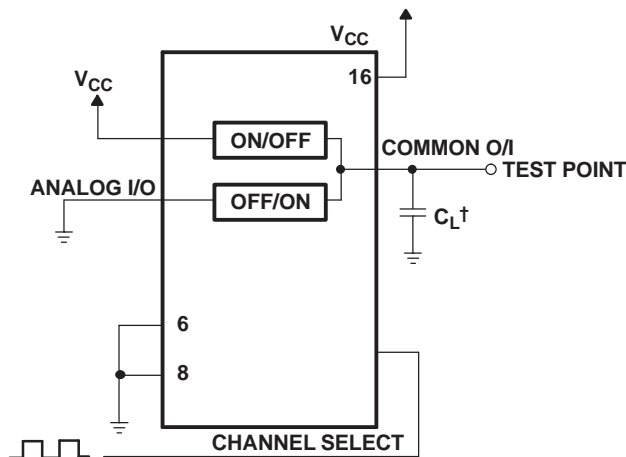 VCC
16
VCC
ON/OFF
COMMON O/I
TEST POINT
ANALOG I/O
OFF/ON
CL†
6
8
CHANNEL SELECT